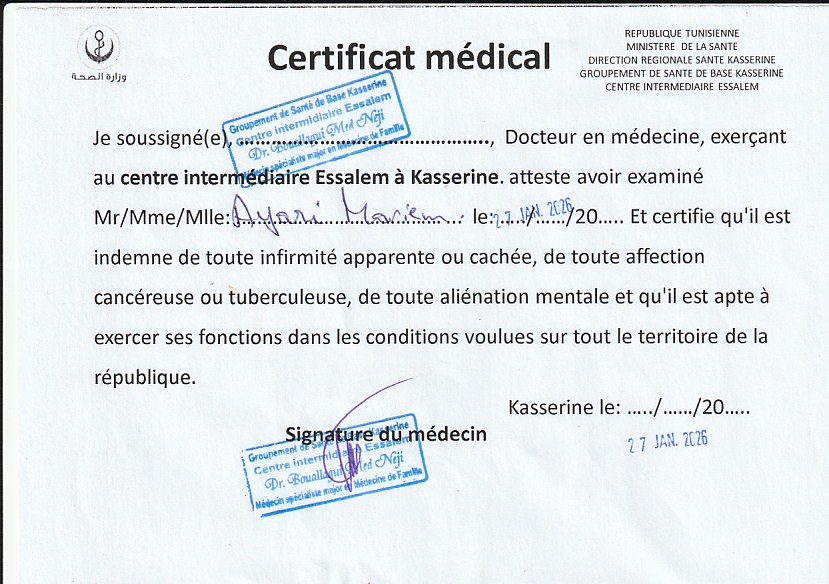 وزارة الصحة
Certificat médical
REPUBLIQUE TUNISIENNE
MINISTERE DE LA SANTE
DIRECTION REGIONALE SANTE KASSERINE
GROUPEMENT DE SANTE DE BASE KASSERINE
CENTRE INTERMEDIAIRE ESSALEM
Groupement de Santé de Base Kasserine
Centre intermidiaire Essalem
Dr. Bouallagui Med Neji
Médecin spécialiste major en Médecine de Famille
Je soussigné(e), ……………………………………………., Docteur en médecine, exerçant
au centre intermédiaire Essalem à Kasserine. atteste avoir examiné
Mr/Mme/Mlle: Ayari Mariem le: 27 JAN. 2026 …../……/20….. Et certifie qu'il est
indemne de toute infirmité apparente ou cachée, de toute affection
cancéreuse ou tuberculeuse, de toute aliénation mentale et qu'il est apte à
exercer ses fonctions dans les conditions voulues sur tout le territoire de la
république.
Kasserine le: …../……/20…..
27 JAN. 2026
Signature du médecin
Groupement de Santé de Base Kasserine
Centre intermidiaire Essalem
Dr. Bouallagui Med Neji
Médecin spécialiste major en Médecine de Famille